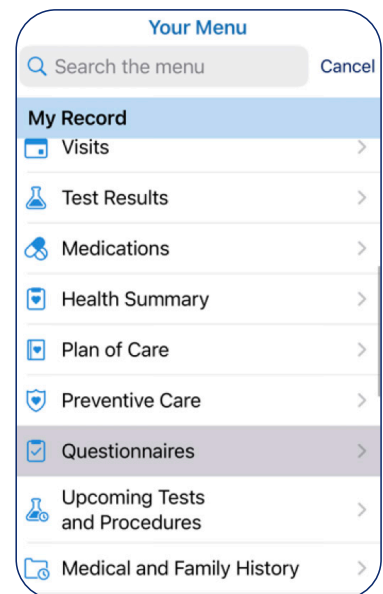 Your Menu
Search the menu Cancel
My Record
Visits
Test Results
Medications
Health Summary
Plan of Care
Preventive Care
Questionnaires
Upcoming Tests
and Procedures
Medical and Family History